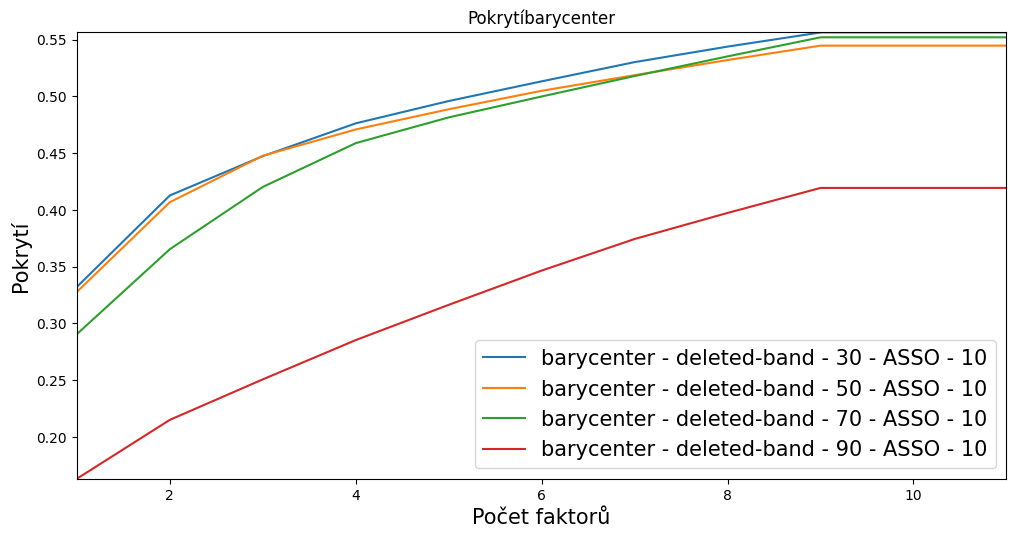 Pokrytíbarycenter
0.55
0.50
0.45
0.40
0.35
0.30
0.25
0.20
Pokrytí
barycenter - deleted-band - 30 - ASSO - 10
barycenter - deleted-band - 50 - ASSO - 10
barycenter - deleted-band - 70 - ASSO - 10
barycenter - deleted-band - 90 - ASSO - 10
2 4 6 8 10
Počet faktorů